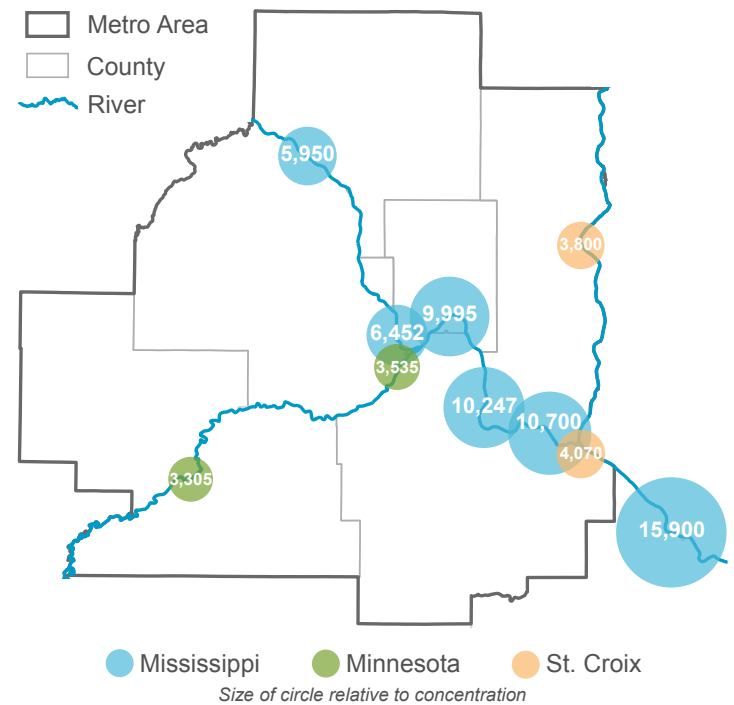 Metro Area
County
River
5,950
3,800
9,995
6,452
3,535
10,247
10,700
4,070
3,305
15,900
Mississippi
Minnesota
St. Croix
Size of circle relative to concentration